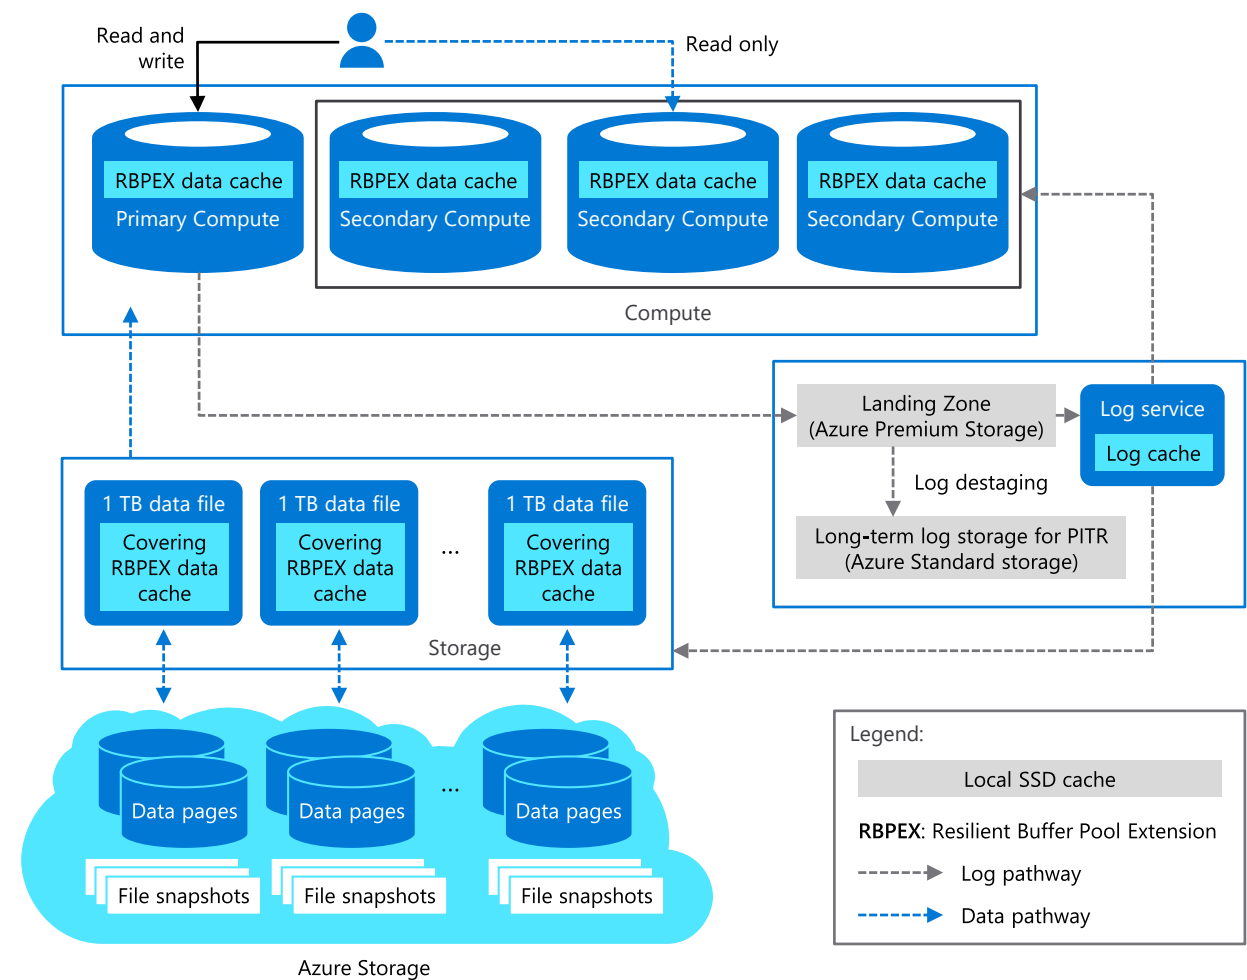 Read and
write
Read only
RBPEX data cache
Primary Compute
RBPEX data cache
Secondary Compute
RBPEX data cache
Secondary Compute
RBPEX data cache
Secondary Compute
Compute
Landing Zone
(Azure Premium Storage)
Log service
Log cache
Log destaging
Long-term log storage for PITR
(Azure Standard storage)
1 TB data file
Covering
RBPEX data
cache
1 TB data file
Covering
RBPEX data
cache
...
1 TB data file
Covering
RBPEX data
cache
Storage
Data pages
Data pages
...
Data pages
File snapshots
File snapshots
File snapshots
Azure Storage
Legend:
Local SSD cache
RBPEX: Resilient Buffer Pool Extension
Log pathway
Data pathway